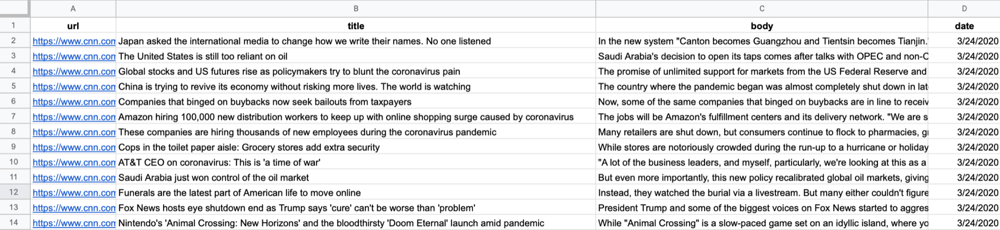 A B C D
1 url title body date
2 https://www.cnn.com Japan asked the international media to change how we write their names. No one listened In the new system "Canton becomes Guangzhou and Tientsin becomes Tianjin. 3/24/2020
3 https://www.cnn.com The United States is still too reliant on oil Saudi Arabia's decision to open its taps comes after talks with OPEC and 3/24/2020
4 https://www.cnn.com Global stocks and US futures rise as policymakers try to blunt the coronavirus pain The promise of unlimited support for markets from the US Federal Reserve and 3/24/2020
5 https://www.cnn.com China is trying to revive its economy without risking more lives. The world is watching The country where the pandemic began was almost completely shut down in 3/24/2020
6 https://www.cnn.com Companies that binged on buybacks now seek bailouts from taxpayers Now, some of the same companies that binged on buybacks are in line to 3/24/2020
7 https://www.cnn.com Amazon hiring 100,000 new distribution workers to keep up with online shopping surge caused by coronavirus The jobs will be Amazon's fulfillment centers and its delivery network. "We are s 3/24/2020
8 https://www.cnn.com These companies are hiring thousands of new employees during the coronavirus pandemic Many retailers are shut down, but consumers continue to flock to pharmacies, 3/24/2020
9 https://www.cnn.com Cops in the toilet paper aisle: Grocery stores add extra security While stores are notoriously crowded during the run-up to a hurricane or holiday 3/24/2020
10 https://www.cnn.com AT&T CEO on coronavirus: This is 'a time of war' "A lot of the business leaders, and myself, particularly, we're looking at this as a 3/24/2020
11 https://www.cnn.com Saudi Arabia just won control of the oil market But even more importantly, this new policy recalibrated global oil markets, giving 3/24/2020
12 https://www.cnn.com Funerals are the latest part of American life to move online Instead, they watched the burial via a livestream. But many either couldn't figure 3/24/2020
13 https://www.cnn.com Fox News hosts eye shutdown end as Trump says 'cure' can't be worse than 'problem' President Trump and some of the biggest voices on Fox News started to aggres 3/24/2020
14 https://www.cnn.com Nintendo's 'Animal Crossing: New Horizons' and the bloodthirsty 'Doom Eternal' launch amid pandemic While "Animal Crossing" is a slow-paced game set on an idyllic island, where yo 3/24/2020